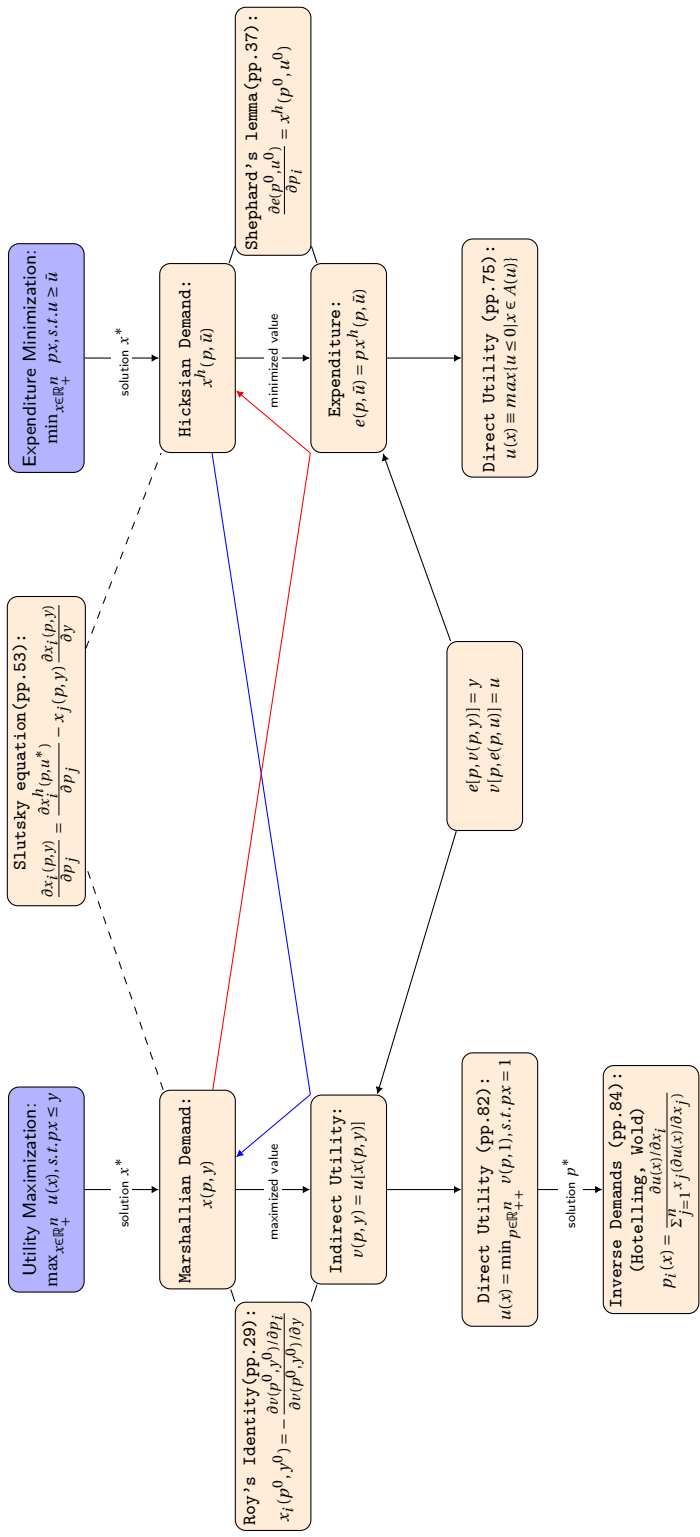 Utility Maximization:
max_{x∈ℝ^n_+} u(x), s.t. px ≤ y
Slutsky equation(pp.53):
∂x_i(p,y)/∂p_j = ∂x_i^h(p,u*)/∂p_j − x_j(p,y) ∂x_i(p,y)/∂y
Expenditure Minimization:
min_{x∈ℝ^n_+} px, s.t. u ≥ ū
solution x*
solution x*
Marshallian Demand:
x(p,y)
Hicksian Demand:
x^h(p,ū)
Roy's Identity(pp.29):
x_i(p^0,y^0) = − (∂v(p^0,y^0)/∂p_i)/(∂v(p^0,y^0)/∂y)
maximized value
minimized value
Shephard's lemma(pp.37):
∂e(p^0,u^0)/∂p_i = x^h(p^0,u^0)
Indirect Utility:
v(p,y) = u[x(p,y)]
Expenditure:
e(p,ū) = px^h(p,ū)
e[p,v(p,y)] = y
v[p,e(p,u)] = u
Direct Utility (pp.82):
u(x) = min_{p∈ℝ^n_{++}} v(p,1), s.t. px = 1
Direct Utility (pp.75):
u(x) ≡ max{u ≤ 0|x ∈ A(u)}
solution p*
Inverse Demands (pp.84):
(Hotelling, Wold)
p_i(x) = (∂u(x)/∂x_i)/(Σ^n_{j=1} x_j(∂u(x)/∂x_j))